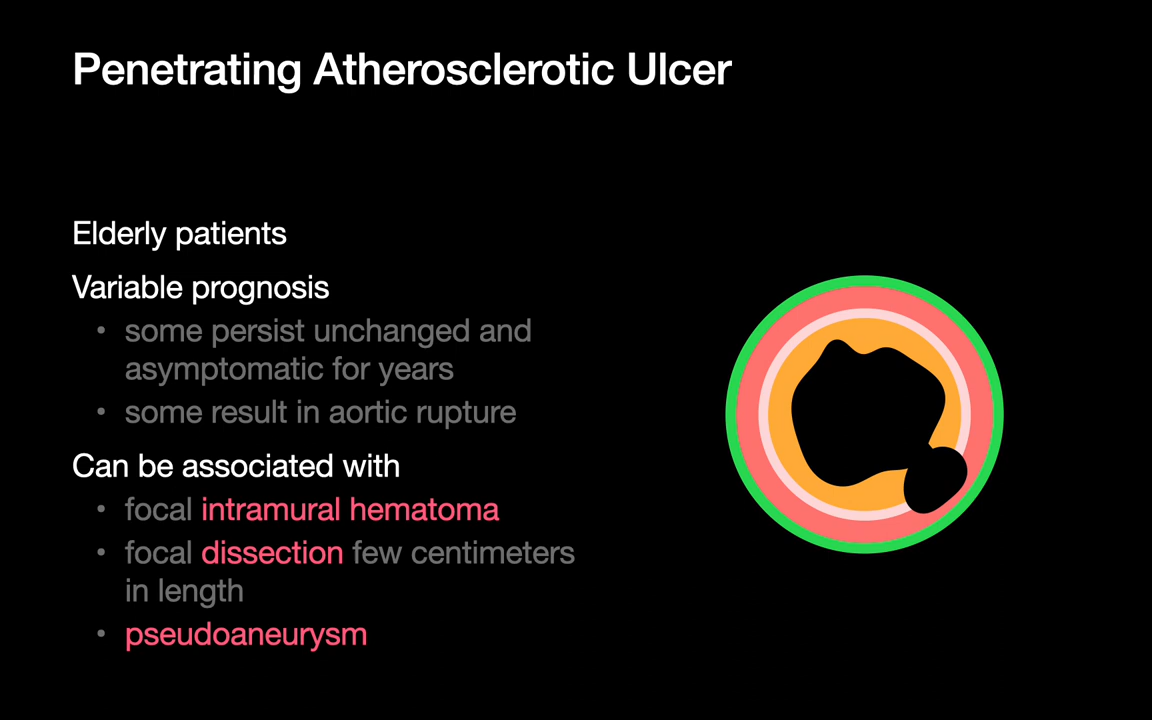 Penetrating Atherosclerotic Ulcer
Elderly patients
Variable prognosis
• some persist unchanged and
asymptomatic for years
• some result in aortic rupture
Can be associated with
• focal intramural hematoma
• focal dissection few centimeters
in length
• pseudoaneurysm